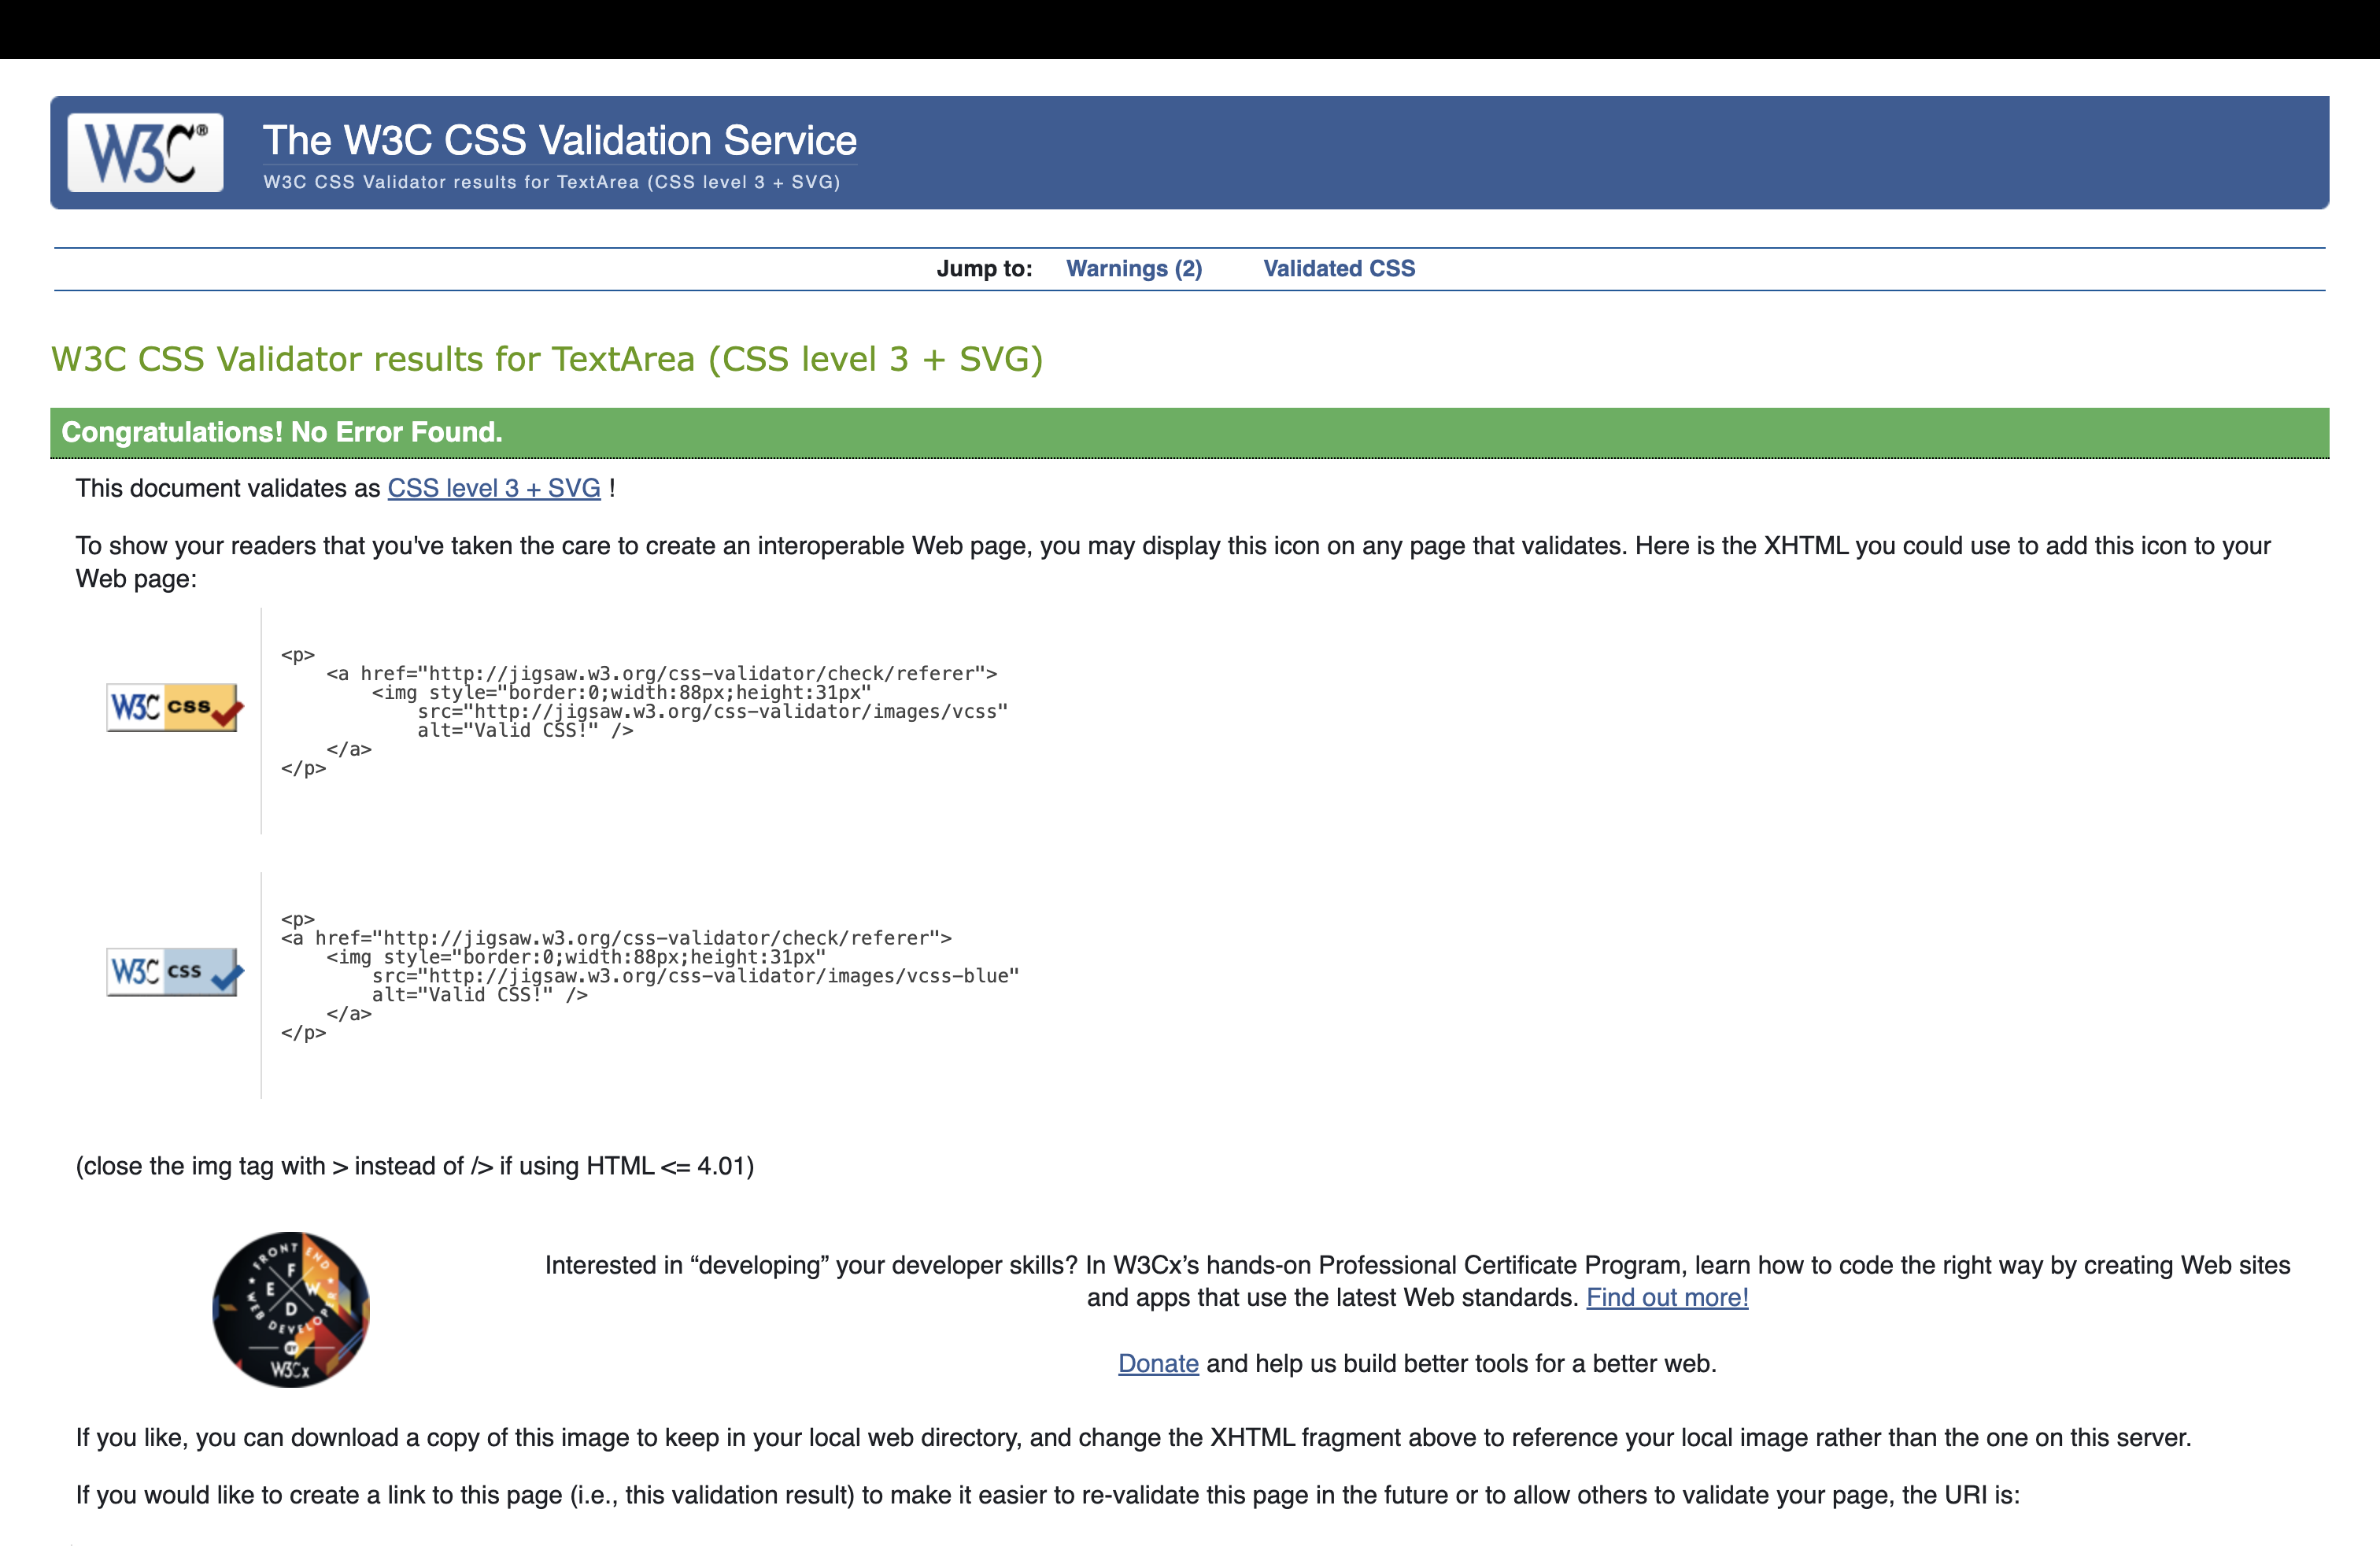 W3C®
The W3C CSS Validation Service
W3C CSS Validator results for TextArea (CSS level 3 + SVG)
Jump to: Warnings (2) Validated CSS
W3C CSS Validator results for TextArea (CSS level 3 + SVG)
Congratulations! No Error Found.
This document validates as CSS level 3 + SVG !
To show your readers that you've taken the care to create an interoperable Web page, you may display this icon on any page that validates. Here is the XHTML you could use to add this icon to your
Web page:
W3C css
<p>
    <a href="http://jigsaw.w3.org/css-validator/check/referer">
        <img style="border:0;width:88px;height:31px"
            src="http://jigsaw.w3.org/css-validator/images/vcss"
            alt="Valid CSS!" />
    </a>
</p>
W3C css
<p>
<a href="http://jigsaw.w3.org/css-validator/check/referer">
    <img style="border:0;width:88px;height:31px"
        src="http://jigsaw.w3.org/css-validator/images/vcss-blue"
        alt="Valid CSS!" />
    </a>
</p>
(close the img tag with > instead of /> if using HTML <= 4.01)
FRONT END
F
E W
D
WEB DEVELOPER
BY
W3Cx
Interested in “developing” your developer skills? In W3Cx’s hands-on Professional Certificate Program, learn how to code the right way by creating Web sites
and apps that use the latest Web standards. Find out more!
Donate and help us build better tools for a better web.
If you like, you can download a copy of this image to keep in your local web directory, and change the XHTML fragment above to reference your local image rather than the one on this server.
If you would like to create a link to this page (i.e., this validation result) to make it easier to re-validate this page in the future or to allow others to validate your page, the URI is: